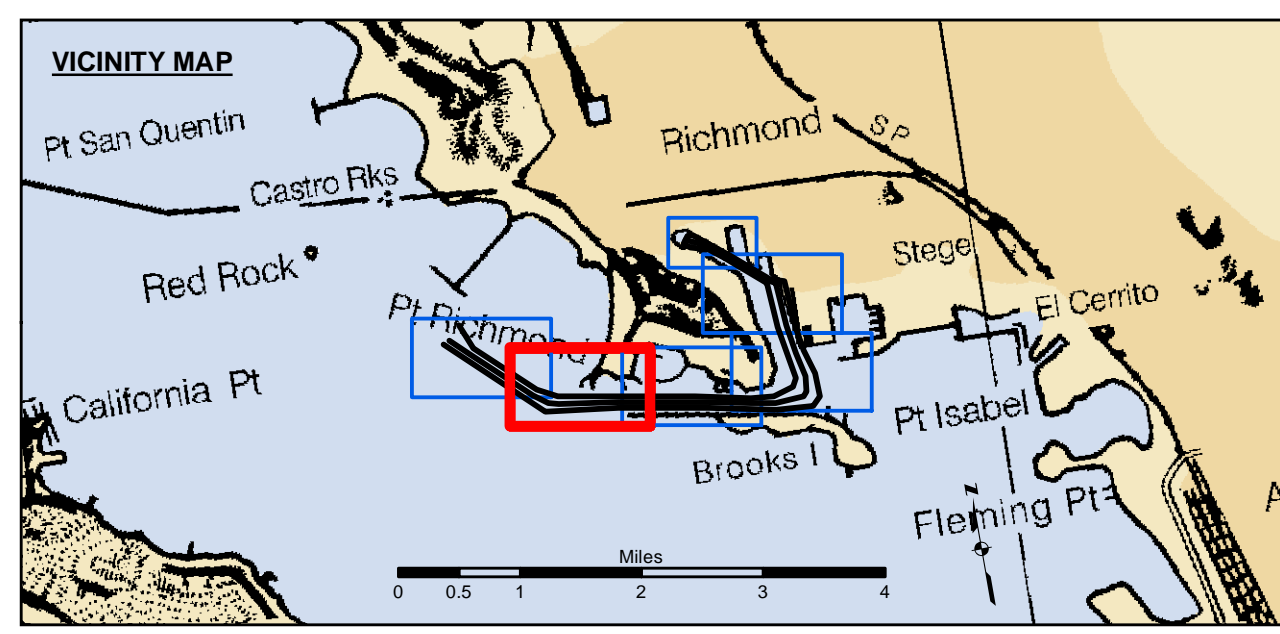 VICINITY MAP
Pt San Quentin
Richmond
S P
Castro Rks
Stege
Red Rock
El Cerrito
Pt Richmond
California Pt
Pt Isabel
Brooks I
A
Fleming Pt
Z
Miles
0 0.5 1 2 3 4